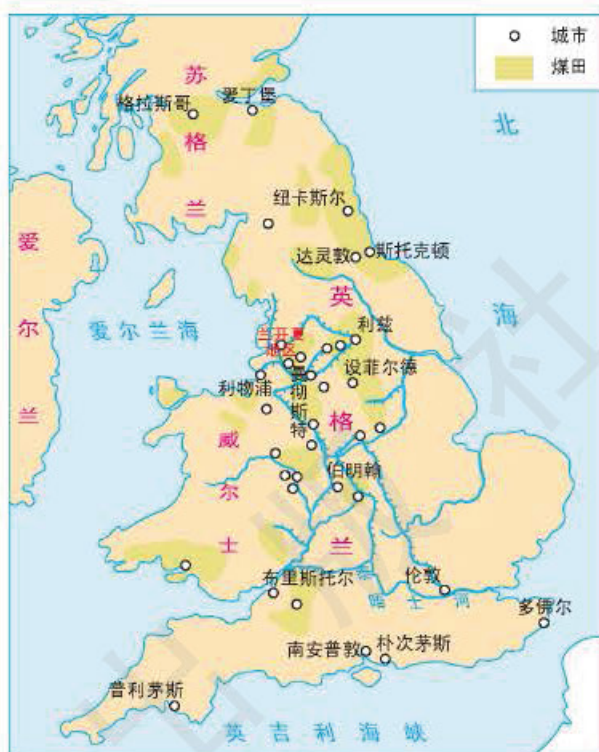 城市
煤田
苏格兰
格拉斯哥
爱丁堡
北海
纽卡斯尔
达灵敦
斯托克顿
爱尔兰
爱尔兰海
英格兰
兰开夏
地区
利兹
利物浦
曼彻斯特
设菲尔德
威尔士
伯明翰
布里斯托尔
伦敦
泰晤士河
多佛尔
南安普敦
朴次茅斯
普利茅斯
英吉利海峡